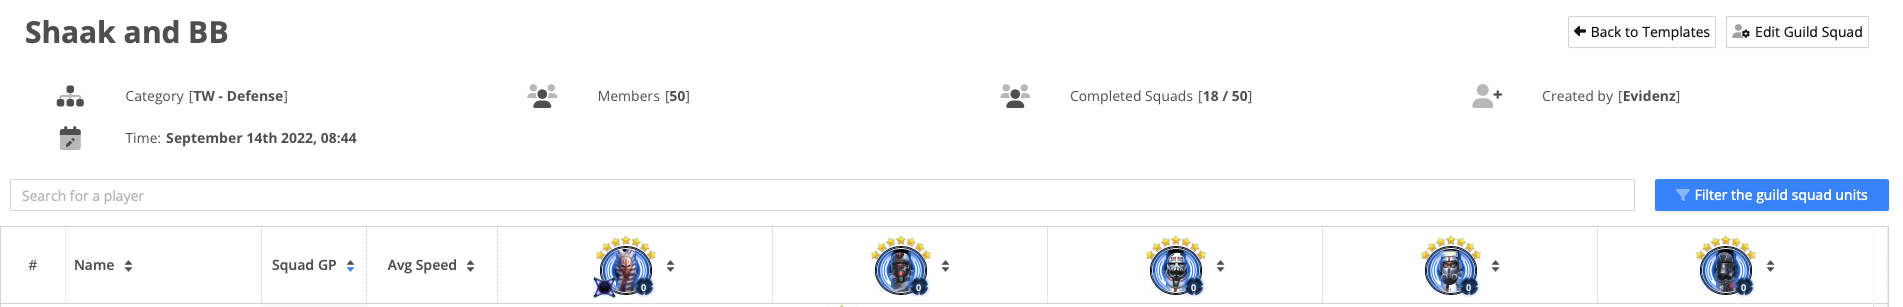 Shaak and BB
Back to Templates
Edit Guild Squad
Category [TW - Defense]
Members [50]
Completed Squads [18 / 50]
Created by [Evidenz]
Time: September 14th 2022, 08:44
Search for a player
Filter the guild squad units
# Name Squad GP Avg Speed
0 0 0 0 0